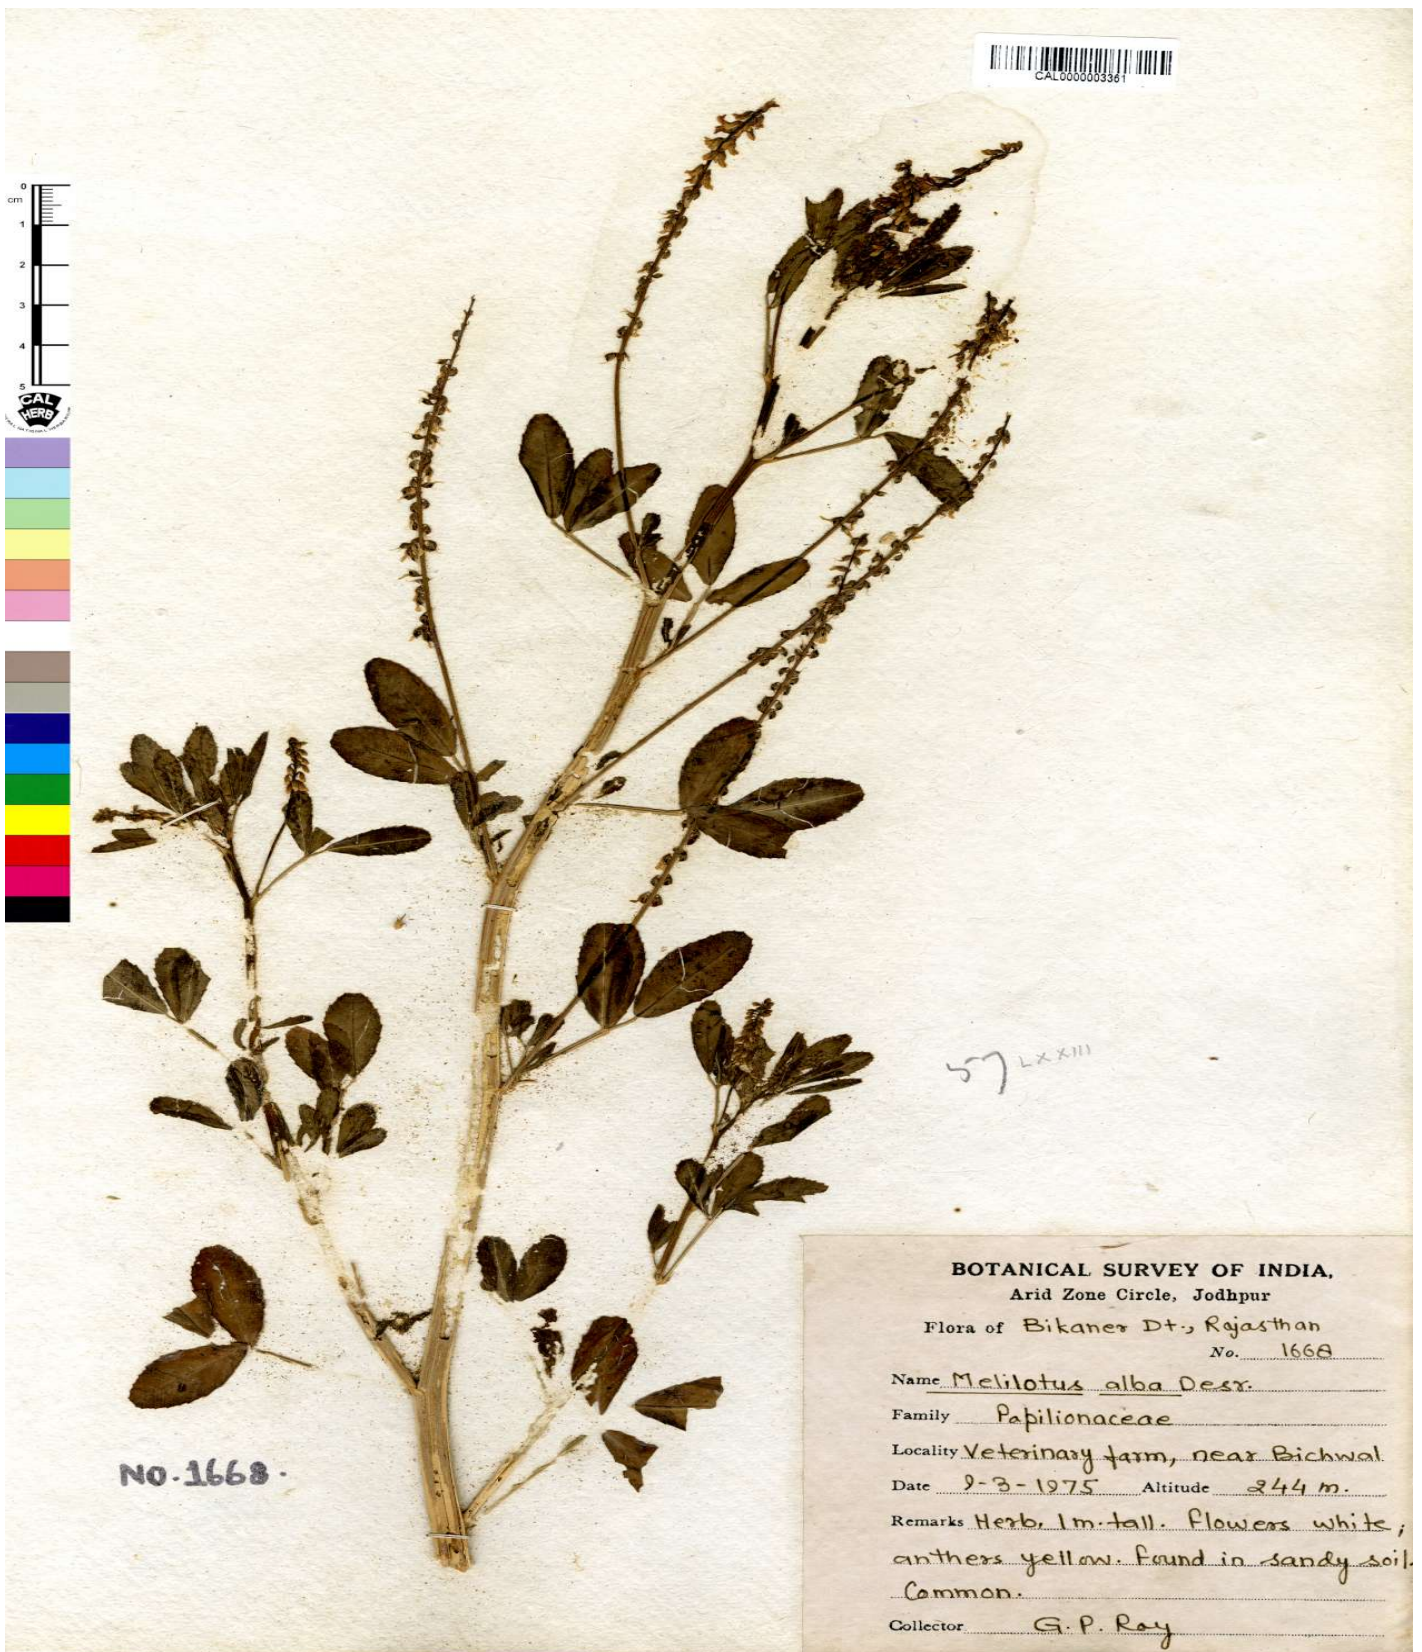 CAL0000003361
0
cm
1
2
3
4
5
CAL
HERB
57 LXXIII
NO. 1668.
BOTANICAL SURVEY OF INDIA,
Arid Zone Circle, Jodhpur
Flora of Bikaner Dt., Rajasthan
No. 1668
Name Melilotus alba Desr.
Family Papilionaceae
Locality Veterinary farm, near Bichwal
Date 9-3-1975 Altitude 244 m.
Remarks Herb, 1m. tall. Flowers white;
anthers yellow. Found in sandy soil.
Common.
Collector G. P. Roy